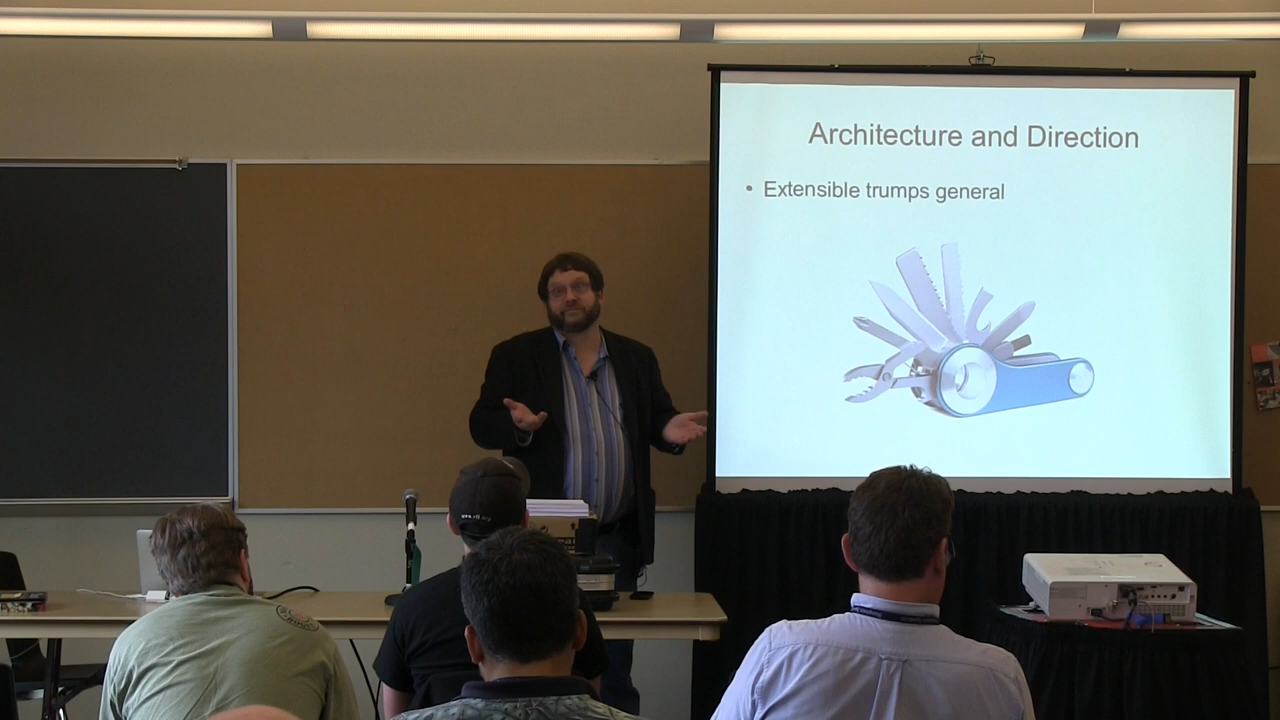 Architecture and Direction
• Extensible trumps general